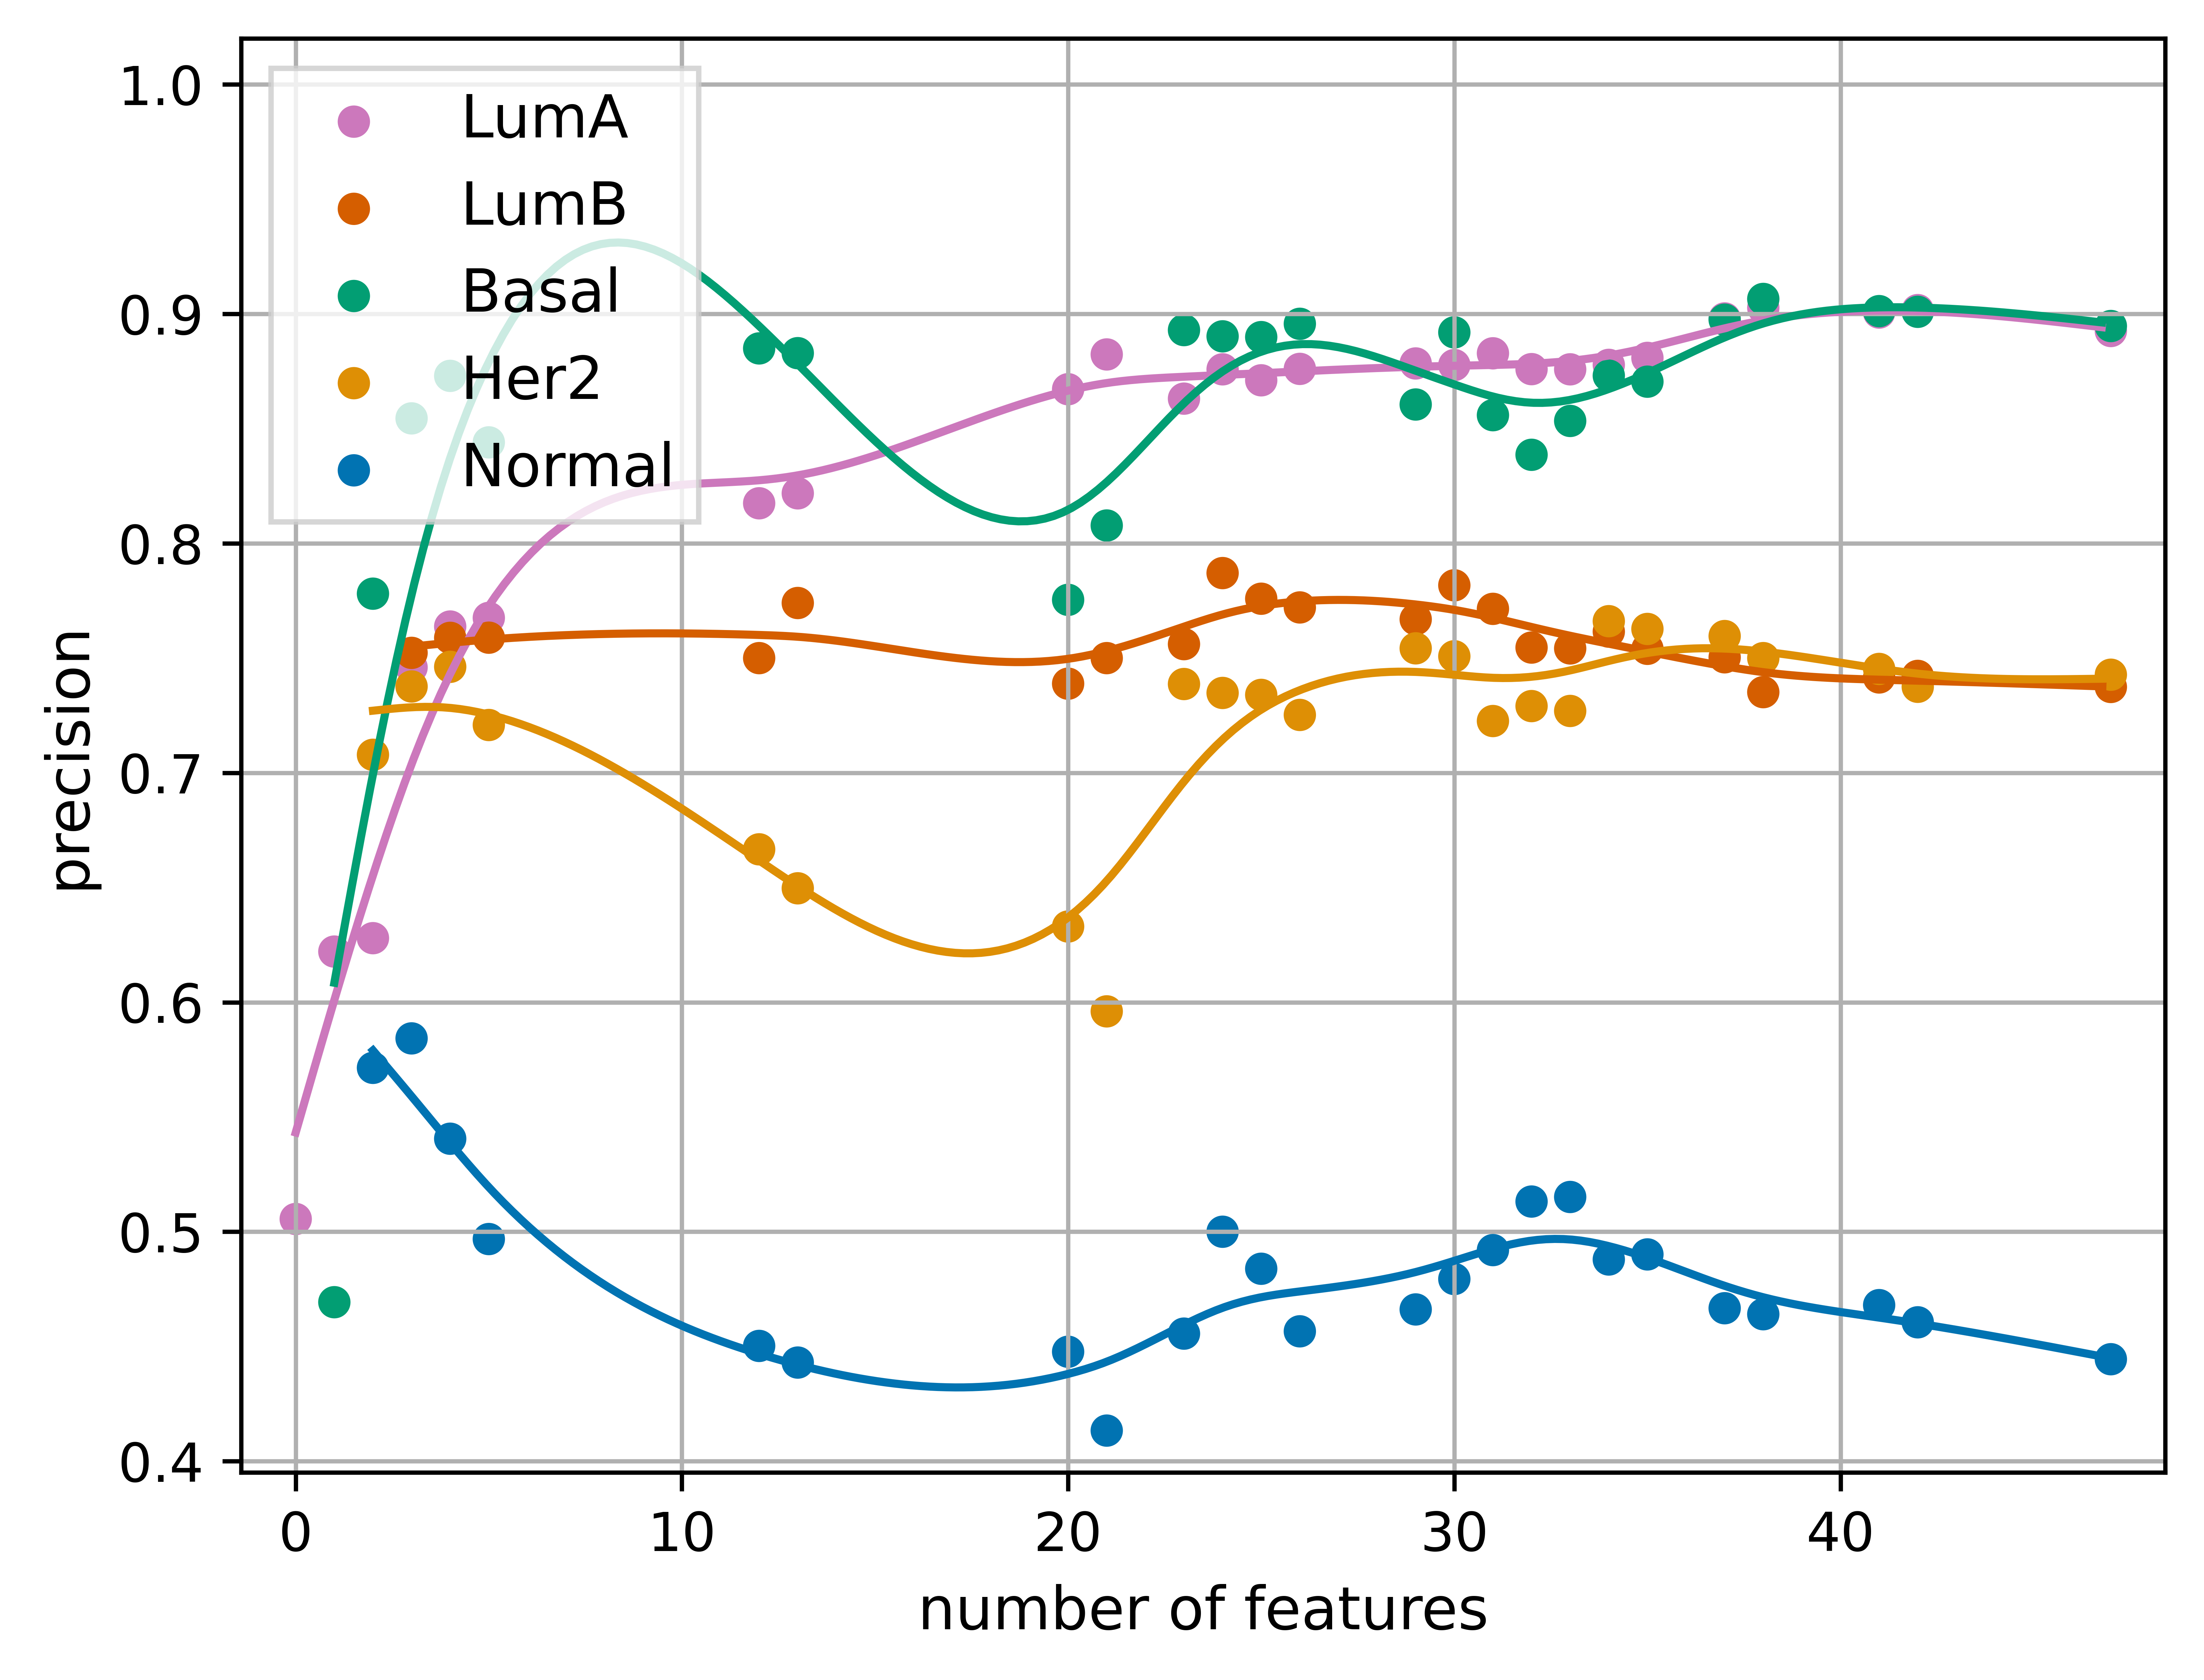 LumA
LumB
Basal
Her2
Normal
1.0
0.9
0.8
0.7
0.6
0.5
0.4
precision
0 10 20 30 40
number of features